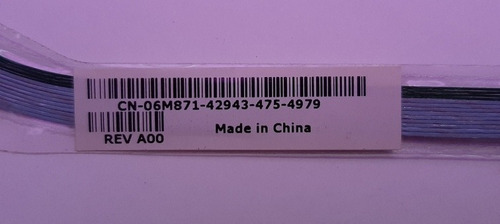 CN-06M871-42943-475-4979
REV A00
Made in China